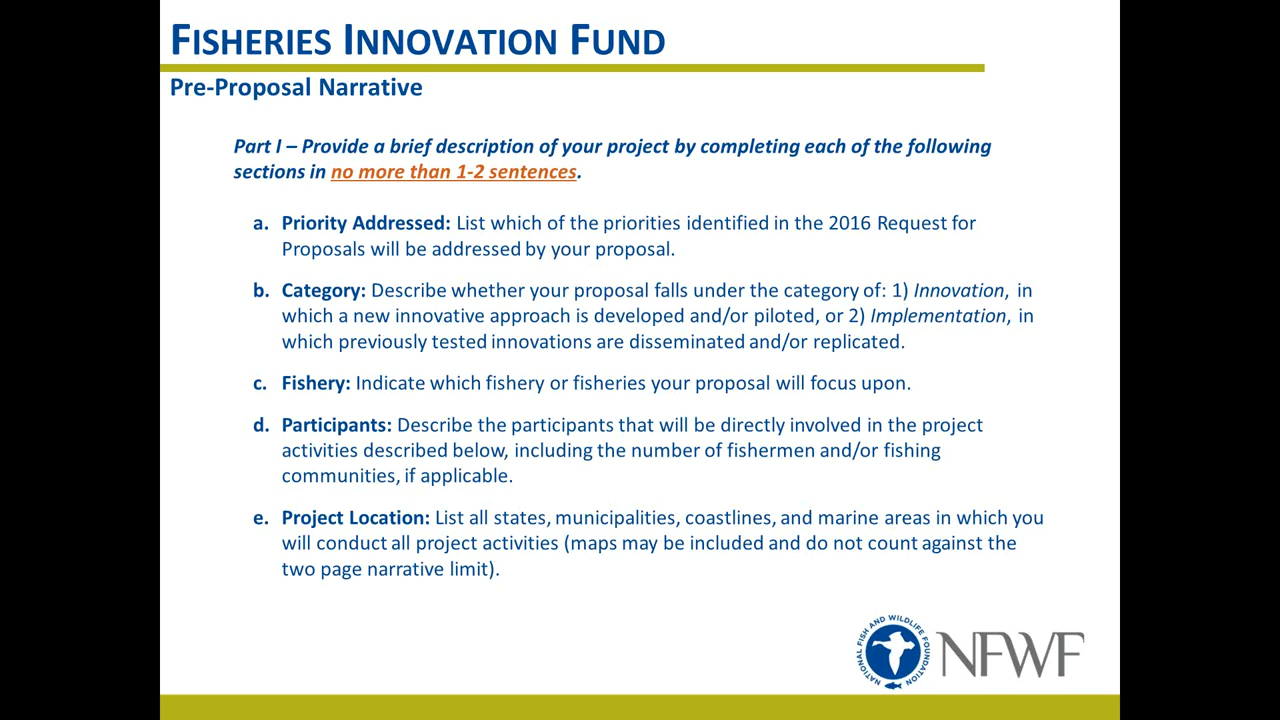 FISHERIES INNOVATION FUND
Pre-Proposal Narrative
Part I – Provide a brief description of your project by completing each of the following
sections in no more than 1-2 sentences.
a. Priority Addressed: List which of the priorities identified in the 2016 Request for
Proposals will be addressed by your proposal.
b. Category: Describe whether your proposal falls under the category of: 1) Innovation, in
which a new innovative approach is developed and/or piloted, or 2) Implementation, in
which previously tested innovations are disseminated and/or replicated.
c. Fishery: Indicate which fishery or fisheries your proposal will focus upon.
d. Participants: Describe the participants that will be directly involved in the project
activities described below, including the number of fishermen and/or fishing
communities, if applicable.
e. Project Location: List all states, municipalities, coastlines, and marine areas in which you
will conduct all project activities (maps may be included and do not count against the
two page narrative limit).
NATIONAL FISH AND WILDLIFE FOUNDATION
NFWF